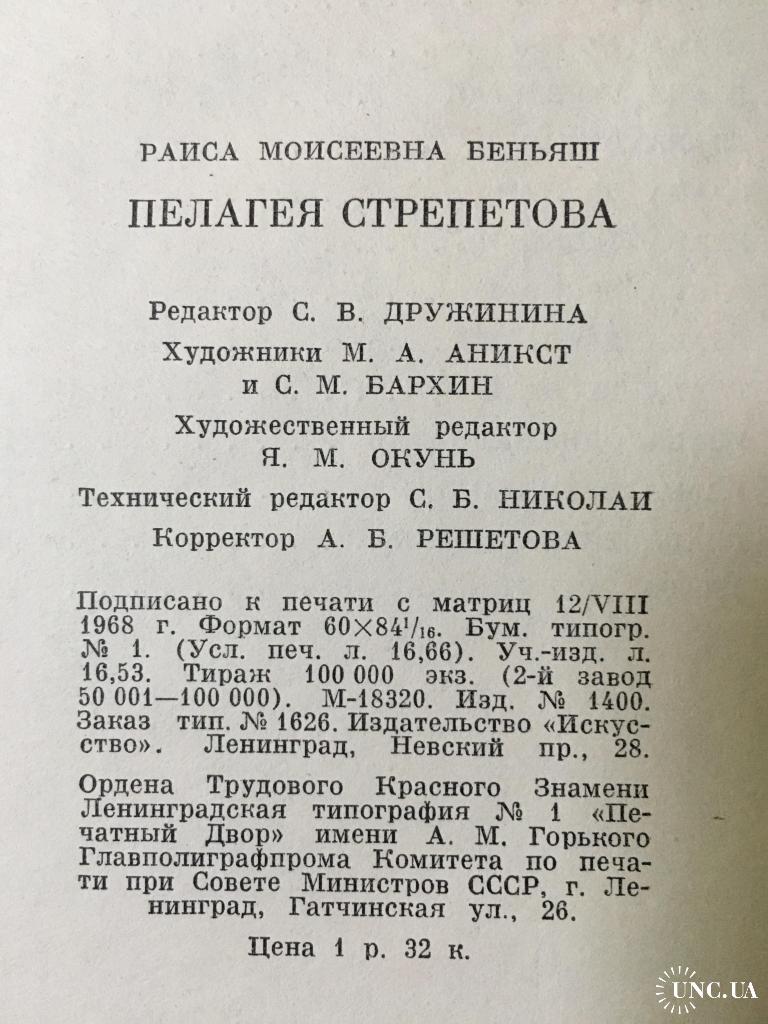 РАИСА МОИСЕЕВНА БЕНЬЯШ
ПЕЛАГЕЯ СТРЕПЕТОВА
Редактор С. В. ДРУЖИНИНА
Художники М. А. АНИКСТ
и С. М. БАРХИН
Художественный редактор
Я. М. ОКУНЬ
Технический редактор С. Б. НИКОЛАИ
Корректор А. Б. РЕШЕТОВА
Подписано к печати с матриц 12/VIII
1968 г. Формат 60×84¹/₁₆. Бум. типогр.
№ 1. (Усл. печ. л. 16,66). Уч.-изд. л.
16,53. Тираж 100 000 экз. (2-й завод
50 001—100 000). М-18320. Изд. № 1400.
Заказ тип. № 1626. Издательство «Искус-
ство». Ленинград, Невский пр., 28.
Ордена Трудового Красного Знамени
Ленинградская типография № 1 «Пе-
чатный Двор» имени А. М. Горького
Главполиграфпрома Комитета по печа-
ти при Совете Министров СССР, г. Ле-
нинград, Гатчинская ул., 26.
Цена 1 р. 32 к.
UNC.UA